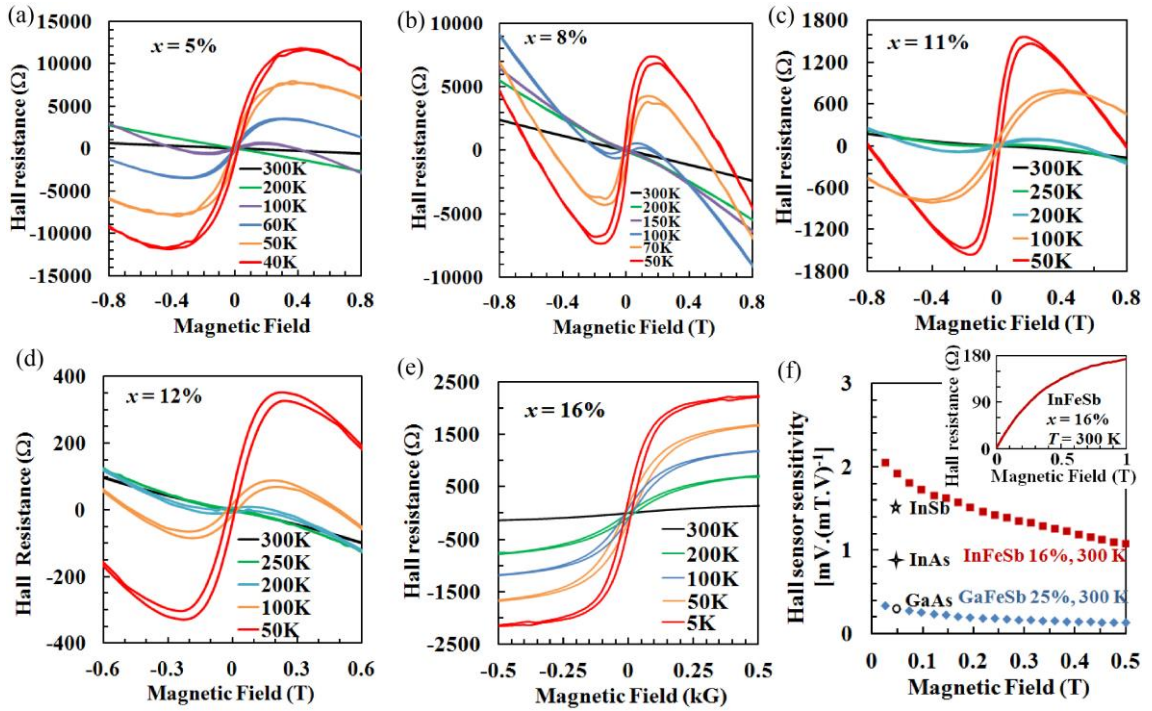 (a)
x = 5%
Hall resistance (Ω)
15000
10000
5000
0
-5000
-10000
-15000
300K
200K
100K
60K
50K
40K
-0.8 -0.4 0 0.4 0.8
Magnetic Field
(b)
x = 8%
Hall resistance (Ω)
10000
7500
5000
2500
0
-2500
-5000
-7500
-10000
300K
200K
150K
100K
70K
50K
-0.8 -0.4 0 0.4 0.8
Magnetic Field (T)
(c)
x = 11%
Hall resistance (Ω)
1800
1200
600
0
-600
-1200
-1800
300K
250K
200K
100K
50K
-0.8 -0.4 0 0.4 0.8
Magnetic Field (T)
(d)
x = 12%
Hall Resistance (Ω)
400
200
0
-200
-400
300K
250K
200K
100K
50K
-0.6 -0.3 0 0.3 0.6
Magnetic Field (T)
(e)
x = 16%
Hall resistance (Ω)
2500
1500
500
-500
-1500
-2500
300K
200K
100K
50K
5K
-0.5 -0.25 0 0.25 0.5
Magnetic Field (kG)
(f)
Hall sensor sensitivity
[mV.(mT.V)-1]
3
2
1
0
Hall resistance (Ω)
180
90
0
InFeSb
x = 16%
T = 300 K
0 0.5 1
Magnetic Field (T)
InSb
InAs
InFeSb 16%, 300 K
GaAs
GaFeSb 25%, 300 K
0 0.1 0.2 0.3 0.4 0.5
Magnetic Field (T)